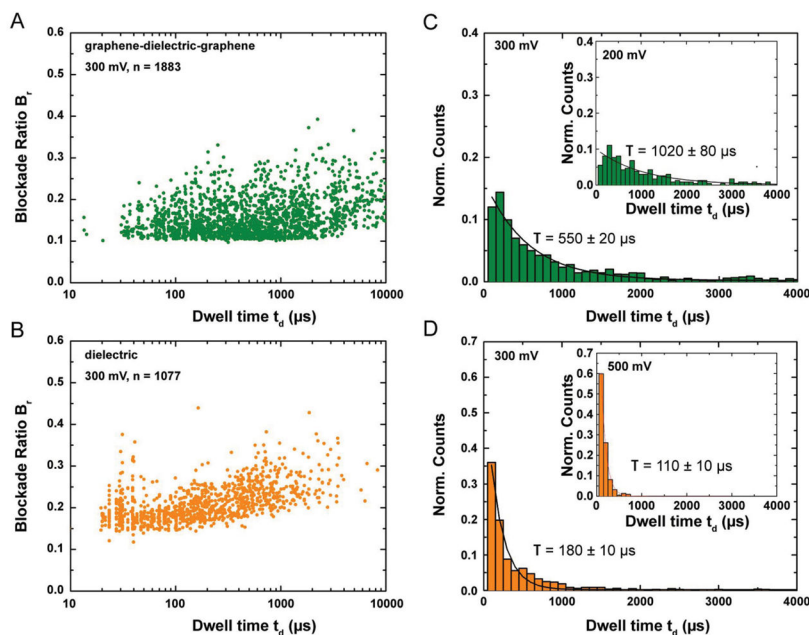 A
graphene-dielectric-graphene
300 mV, n = 1883
Blockade Ratio B_r
0.6
0.5
0.4
0.3
0.2
0.1
0.0
10
100
1000
10000
Dwell time t_d (µs)
B
dielectric
300 mV, n = 1077
Blockade Ratio B_r
0.6
0.5
0.4
0.3
0.2
0.1
0.0
10
100
1000
10000
Dwell time t_d (µs)
C
300 mV
Norm. Counts
0.4
0.3
0.2
0.1
0.0
T = 550 ± 20 µs
0
1000
2000
3000
4000
Dwell time t_d (µs)
200 mV
Norm. Counts
0.4
0.3
0.2
0.1
0.0
T = 1020 ± 80 µs
0
1000
2000
3000
4000
Dwell time t_d (µs)
D
300 mV
Norm. Counts
0.7
0.6
0.5
0.4
0.3
0.2
0.1
0.0
T = 180 ± 10 µs
0
1000
2000
3000
4000
Dwell time t_d (µs)
500 mV
Norm. Counts
0.7
0.6
0.5
0.4
0.3
0.2
0.1
0.0
T = 110 ± 10 µs
0
1000
2000
3000
4000
Dwell time t_d (µs)